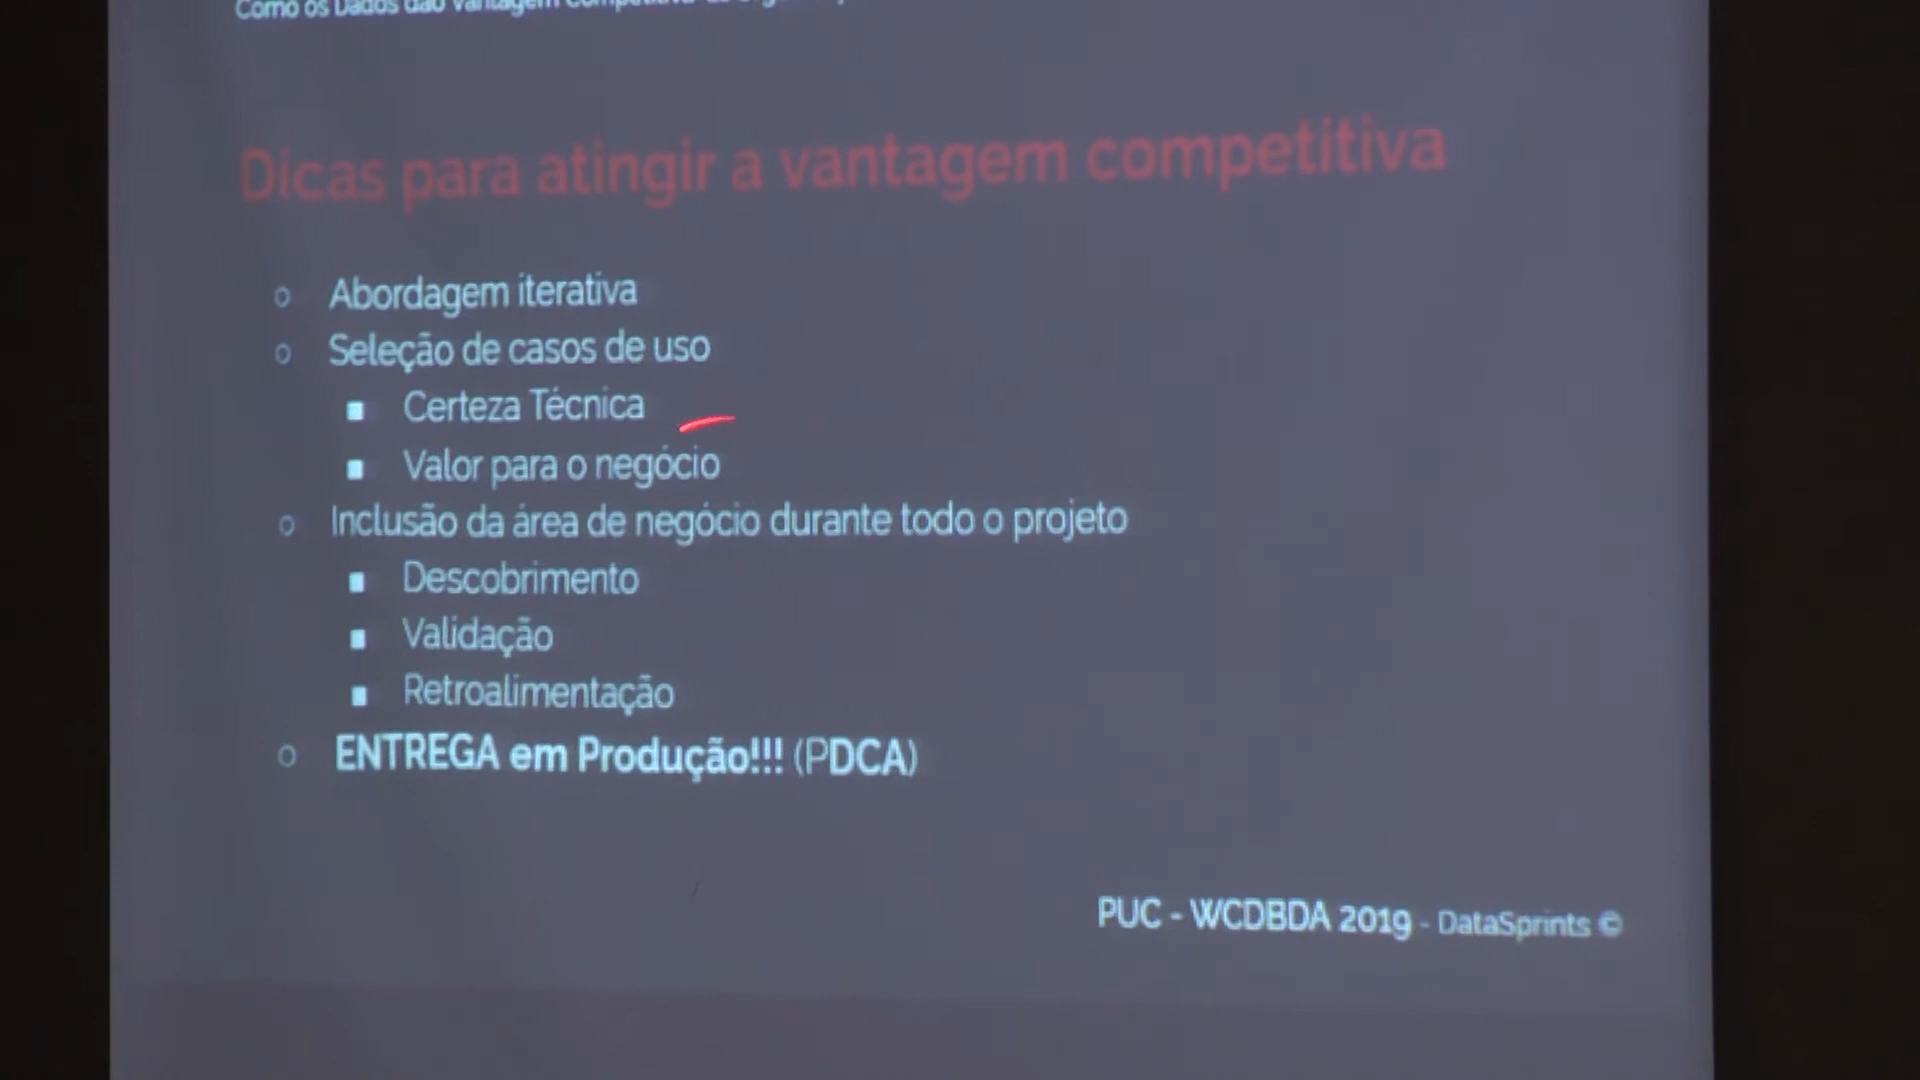 Como os Dados dão Vantagem Competitiva
Dicas para atingir a vantagem competitiva
Abordagem iterativa
Seleção de casos de uso
Certeza Técnica
Valor para o negócio
Inclusão da área de negócio durante todo o projeto
Descobrimento
Validação
Retroalimentação
ENTREGA em Produção!!! (PDCA)
PUC - WCDBDA 2019 - DataSprints ©